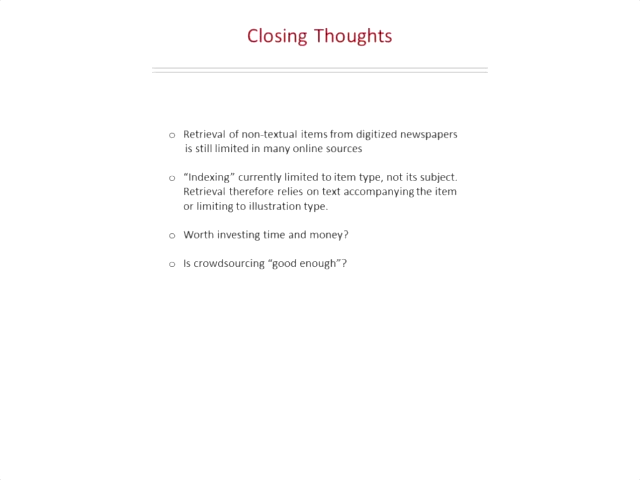 Closing Thoughts
o Retrieval of non-textual items from digitized newspapers
is still limited in many online sources
o “Indexing” currently limited to item type, not its subject.
Retrieval therefore relies on text accompanying the item
or limiting to illustration type.
o Worth investing time and money?
o Is crowdsourcing “good enough”?